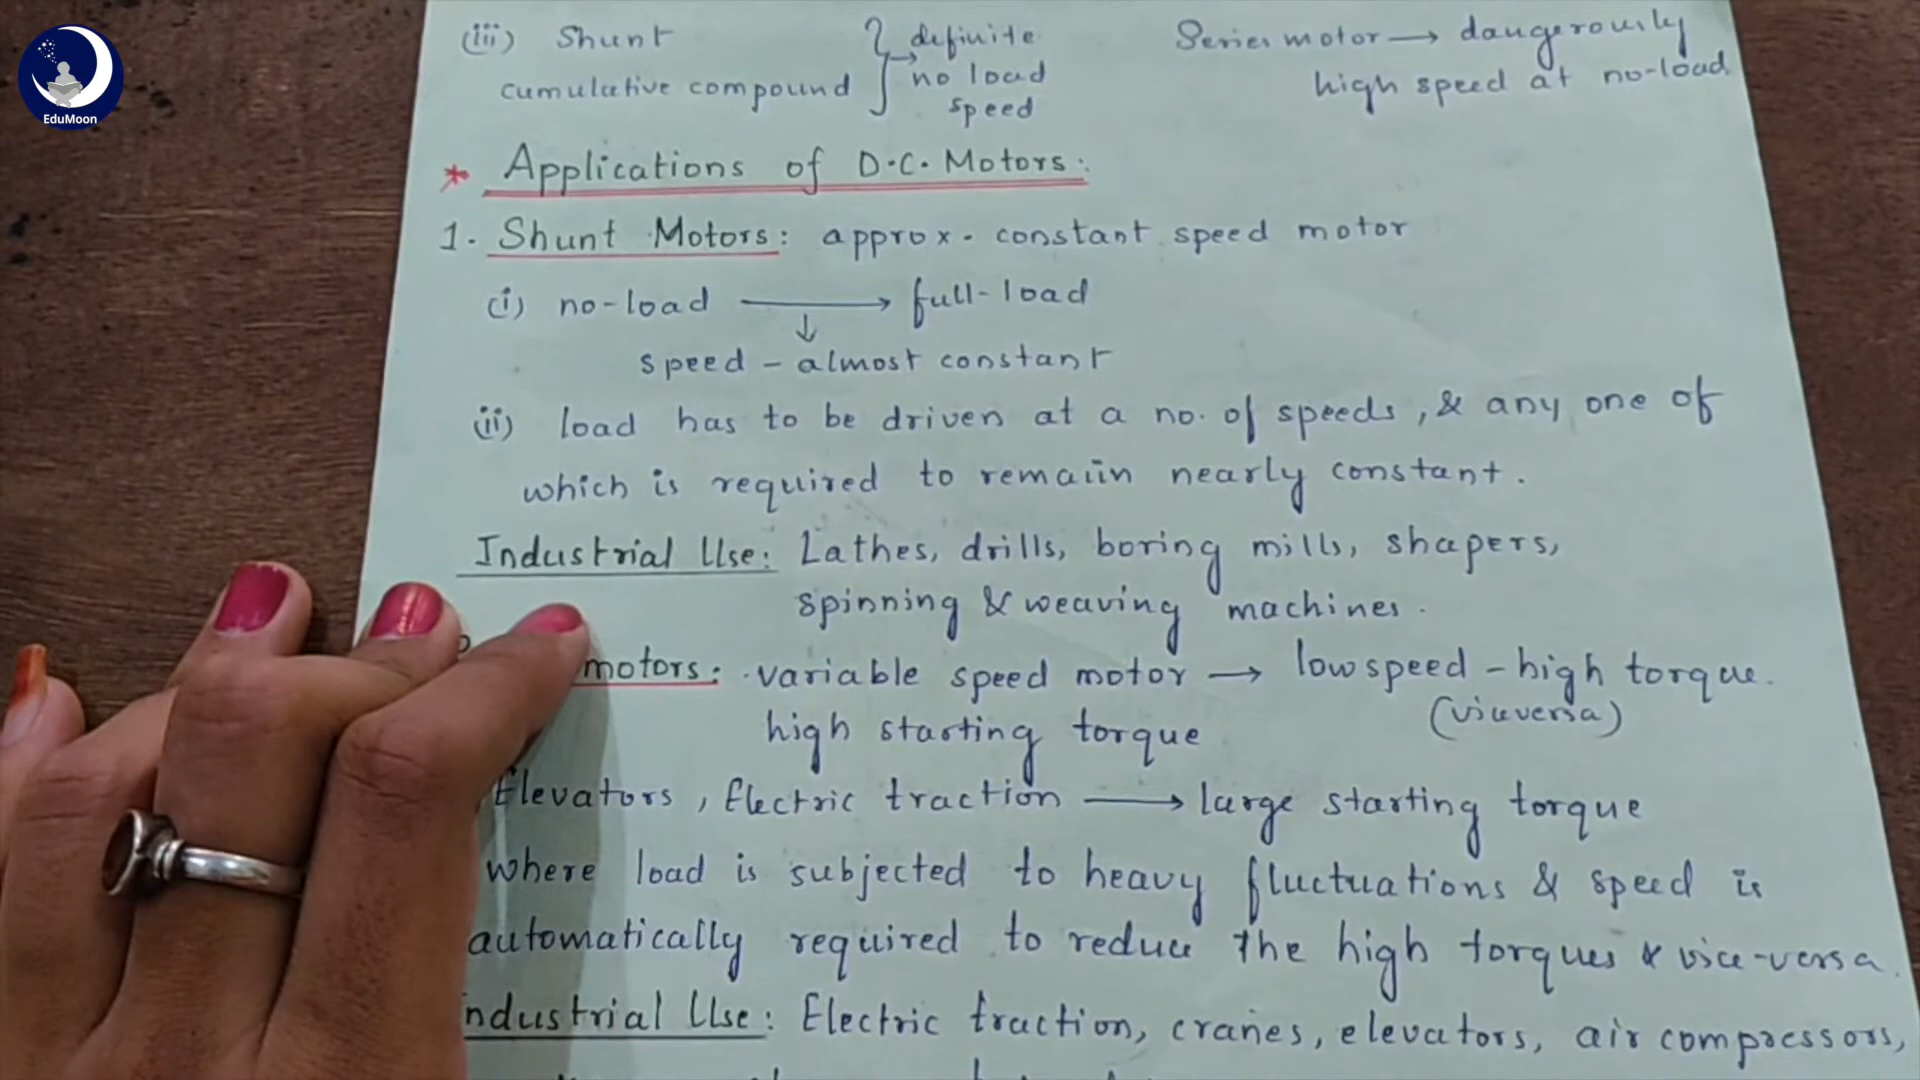 EduMoon
(iii) Shunt
cumulative compound
definite
no load
speed
Series motor → dangerously
high speed at no-load
* Applications of D.C. Motors:
1. Shunt Motors: approx. constant speed motor
(i) no-load → full-load
↓
speed - almost constant
(ii) load has to be driven at a no. of speeds, & any one of
which is required to remain nearly constant.
Industrial Use: Lathes, drills, boring mills, shapers,
spinning & weaving machines.
motors: variable speed motor → low speed - high torque.
(viceversa)
high starting torque
Elevators, Electric traction → large starting torque
where load is subjected to heavy fluctuations & speed is
automatically required to reduce the high torques & vice-versa.
ndustrial Use: Electric traction, cranes, elevators, air compressors,